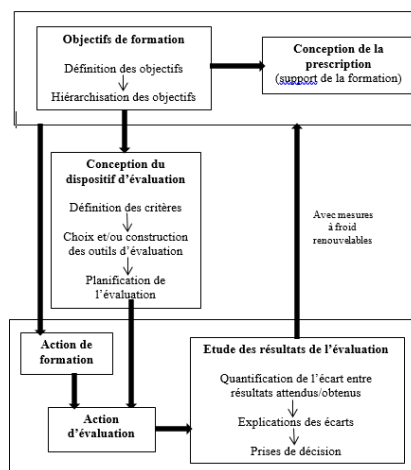 Objectifs de formation
Définition des objectifs
Hiérarchisation des objectifs
Conception de la
prescription
(support de la formation)
Conception du
dispositif d'évaluation
Définition des critères
Choix et/ou construction
des outils d'évaluation
Planification de
l'évaluation
Avec mesures
à froid
renouvelables
Action de
formation
Action
d'évaluation
Etude des résultats de l'évaluation
Quantification de l'écart entre
résultats attendus/obtenus
Explications des écarts
Prises de décision